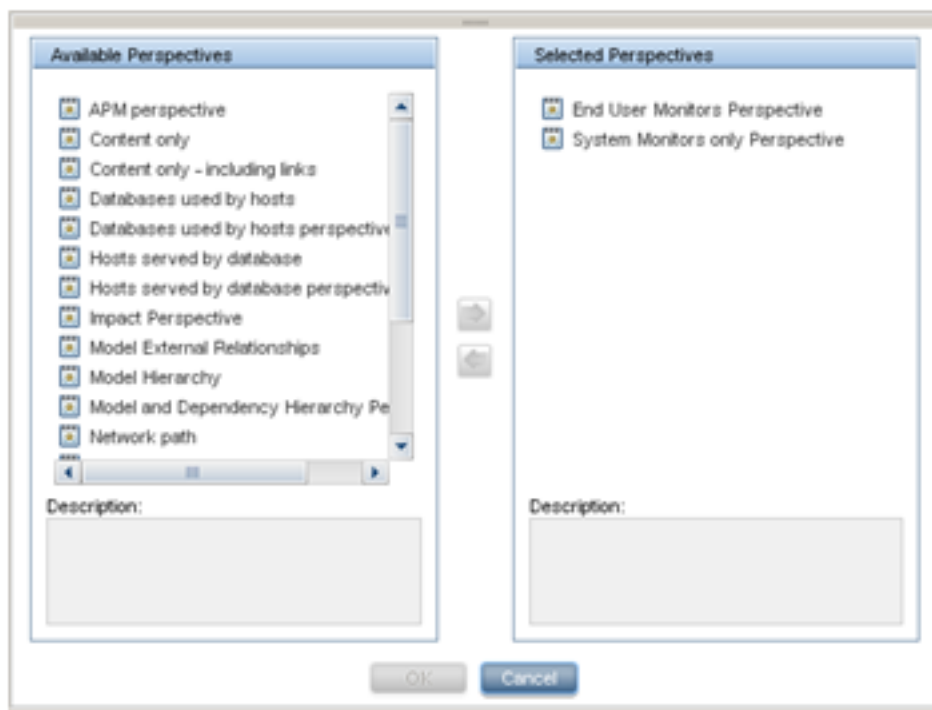 Available Perspectives
APM perspective
Content only
Content only - including links
Databases used by hosts
Databases used by hosts perspective
Hosts served by database
Hosts served by database perspectiv
Impact Perspective
Model External Relationships
Model Hierarchy
Model and Dependency Hierarchy Pe
Network path
Description:
Selected Perspectives
End User Monitors Perspective
System Monitors only Perspective
Description:
OK
Cancel